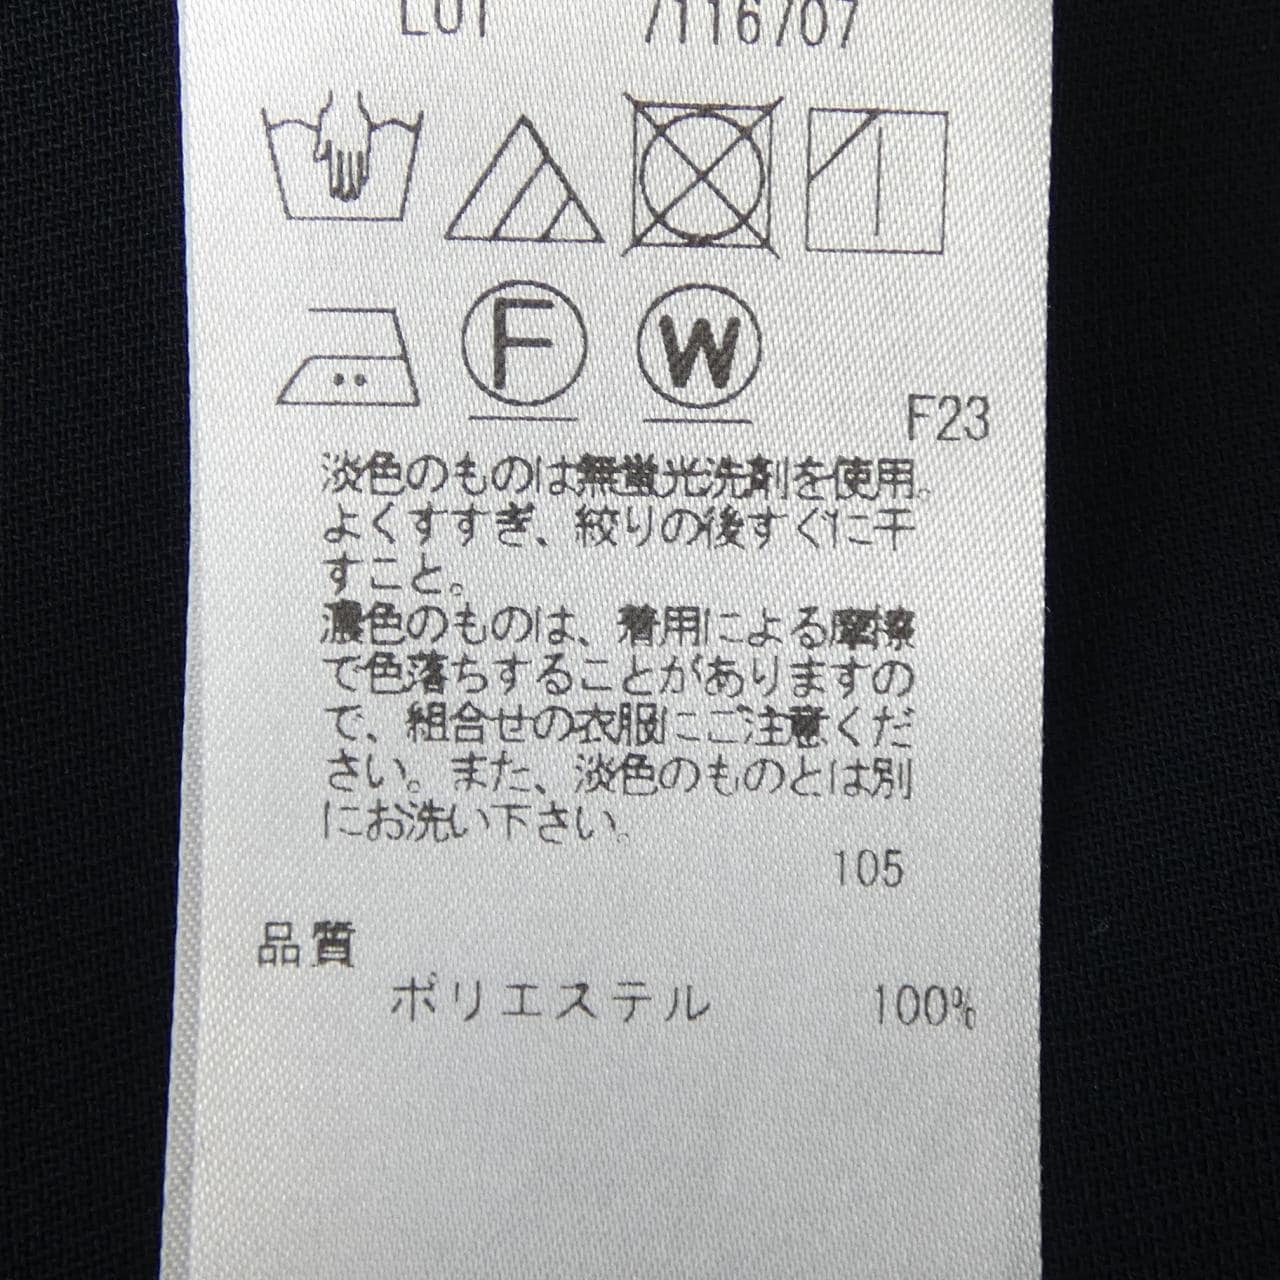 LOT 7116707
F
W
F23
淡色のものは無蛍光洗剤を使用。
よくすすぎ、絞りの後すぐに干
すこと。
濃色のものは、着用による摩擦
で色落ちすることがありますの
で、組合せの衣服にご注意くだ
さい。また、淡色のものとは別
にお洗い下さい。
105
品質
ポリエステル 100%